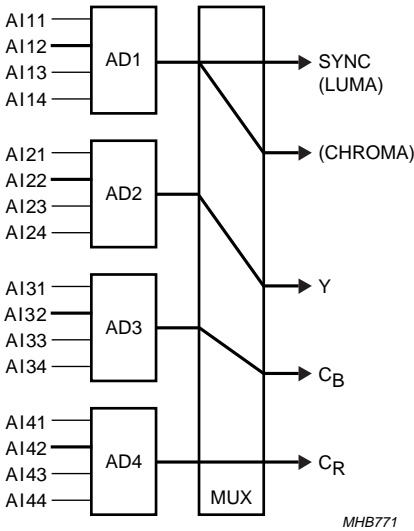 AI11
AI12
AI13
AI14
AD1
SYNC
(LUMA)
(CHROMA)
AI21
AI22
AI23
AI24
AD2
Y
AI31
AI32
AI33
AI34
AD3
CB
AI41
AI42
AI43
AI44
AD4
CR
MUX
MHB771